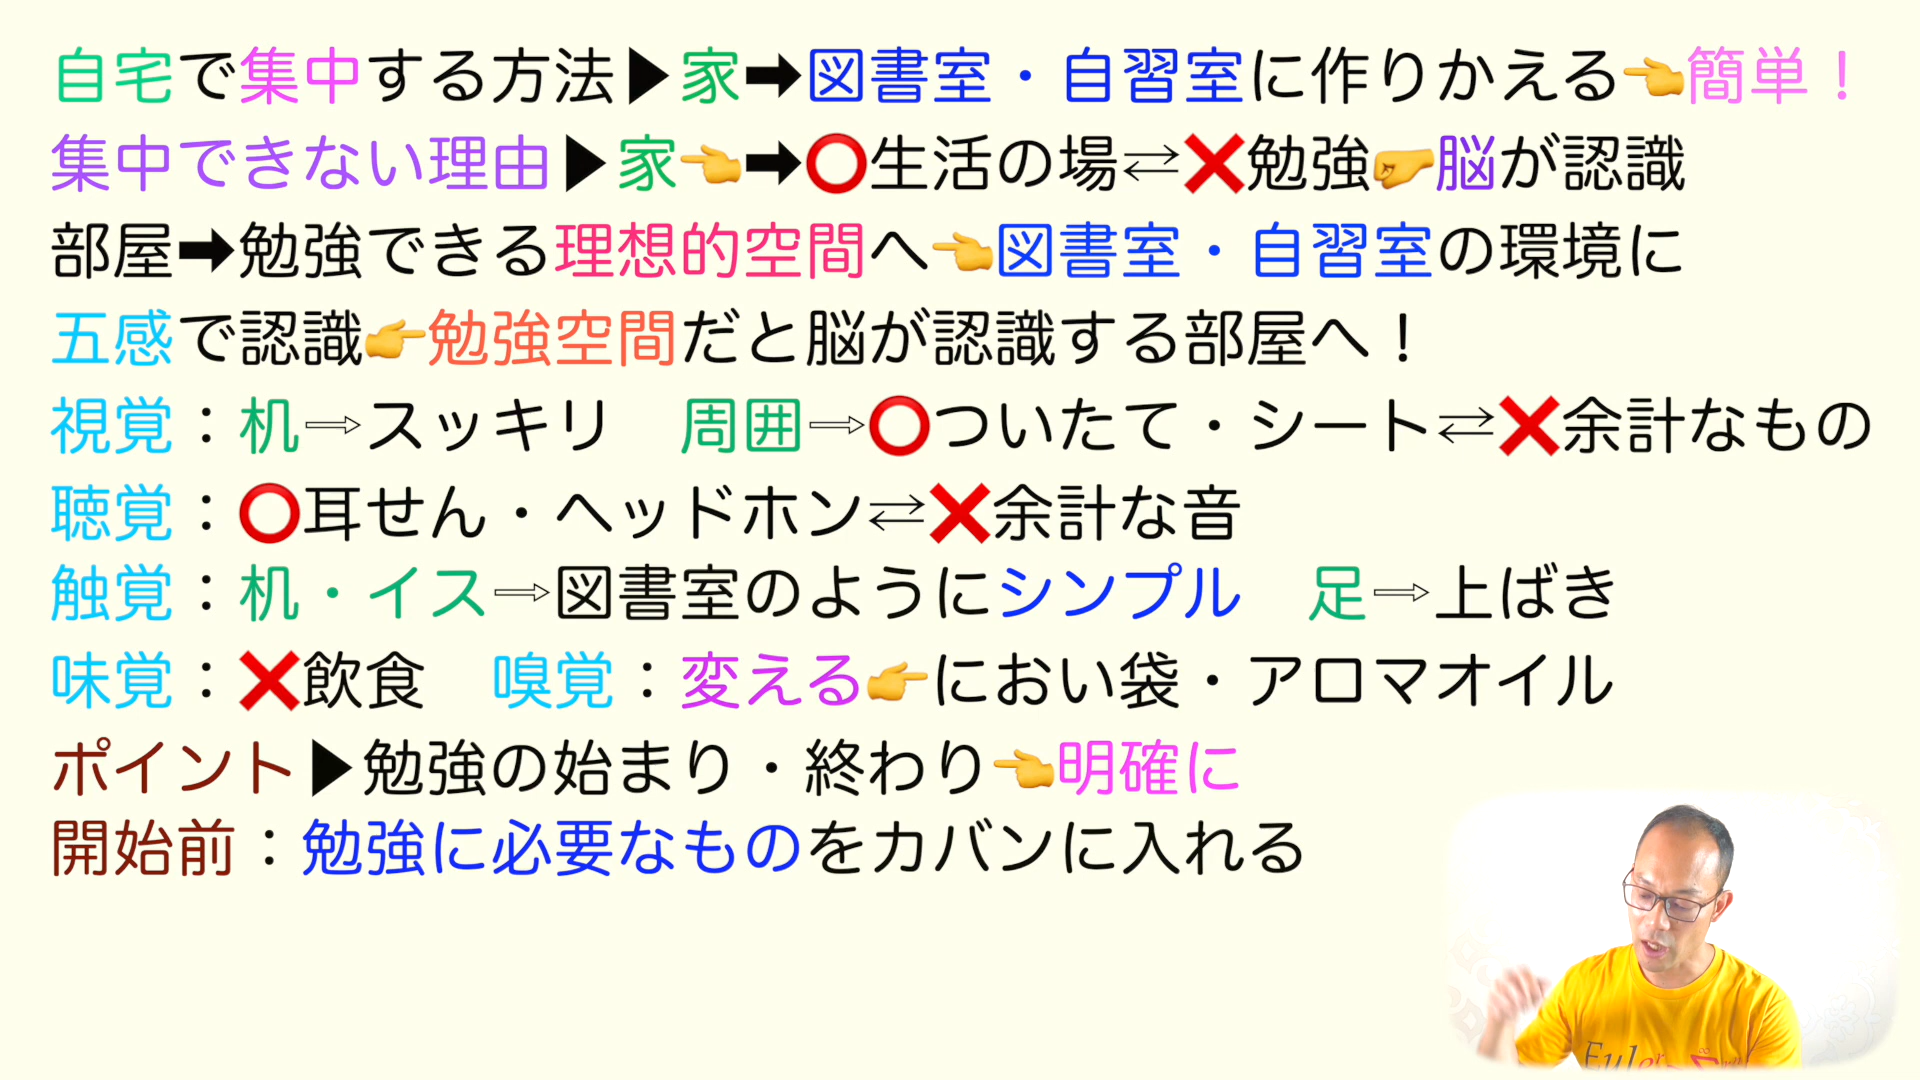 自宅で集中する方法▶家➡図書室・自習室に作りかえる👈簡単！
集中できない理由▶家👈➡⭕生活の場⇄❌勉強🤛脳が認識
部屋➡勉強できる理想的空間へ👈図書室・自習室の環境に
五感で認識👉勉強空間だと脳が認識する部屋へ！
視覚：机⇨スッキリ　周囲⇨⭕ついたて・シート⇄❌余計なもの
聴覚：⭕耳せん・ヘッドホン⇄❌余計な音
触覚：机・イス⇨図書室のようにシンプル　足⇨上ばき
味覚：❌飲食　嗅覚：変える👉におい袋・アロマオイル
ポイント▶勉強の始まり・終わり👈明確に
開始前：勉強に必要なものをカバンに入れる
Euler